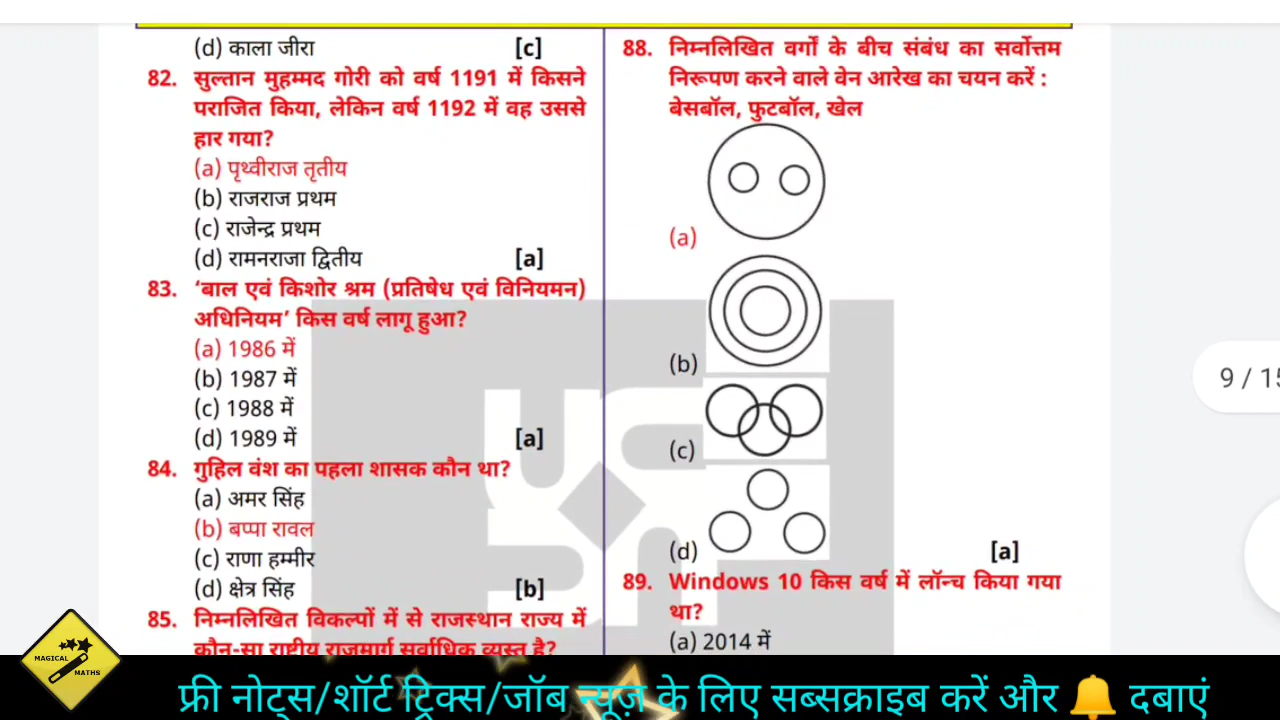 (d) काला जीरा [c]
82. सुल्तान मुहम्मद गोरी को वर्ष 1191 में किसने
पराजित किया, लेकिन वर्ष 1192 में वह उससे
हार गया?
(a) पृथ्वीराज तृतीय
(b) राजराज प्रथम
(c) राजेन्द्र प्रथम
(d) रामनराजा द्वितीय [a]
83. ‘बाल एवं किशोर श्रम (प्रतिषेध एवं विनियमन)
अधिनियम’ किस वर्ष लागू हुआ?
(a) 1986 में
(b) 1987 में
(c) 1988 में
(d) 1989 में [a]
84. गुहिल वंश का पहला शासक कौन था?
(a) अमर सिंह
(b) बप्पा रावल
(c) राणा हम्मीर
(d) क्षेत्र सिंह [b]
85. निम्नलिखित विकल्पों में से राजस्थान राज्य में
कौन-सा राष्ट्रीय राजमार्ग सर्वाधिक व्यस्त है?
88. निम्नलिखित वर्गों के बीच संबंध का सर्वोत्तम
निरूपण करने वाले वेन आरेख का चयन करें :
बेसबॉल, फुटबॉल, खेल
(a)
(b)
(c)
(d) [a]
89. Windows 10 किस वर्ष में लॉन्च किया गया
था?
(a) 2014 में
9 / 15
MAGICAL
MATHS
फ्री नोट्स/शॉर्ट ट्रिक्स/जॉब न्यूज़ के लिए सब्सक्राइब करें और दबाएं